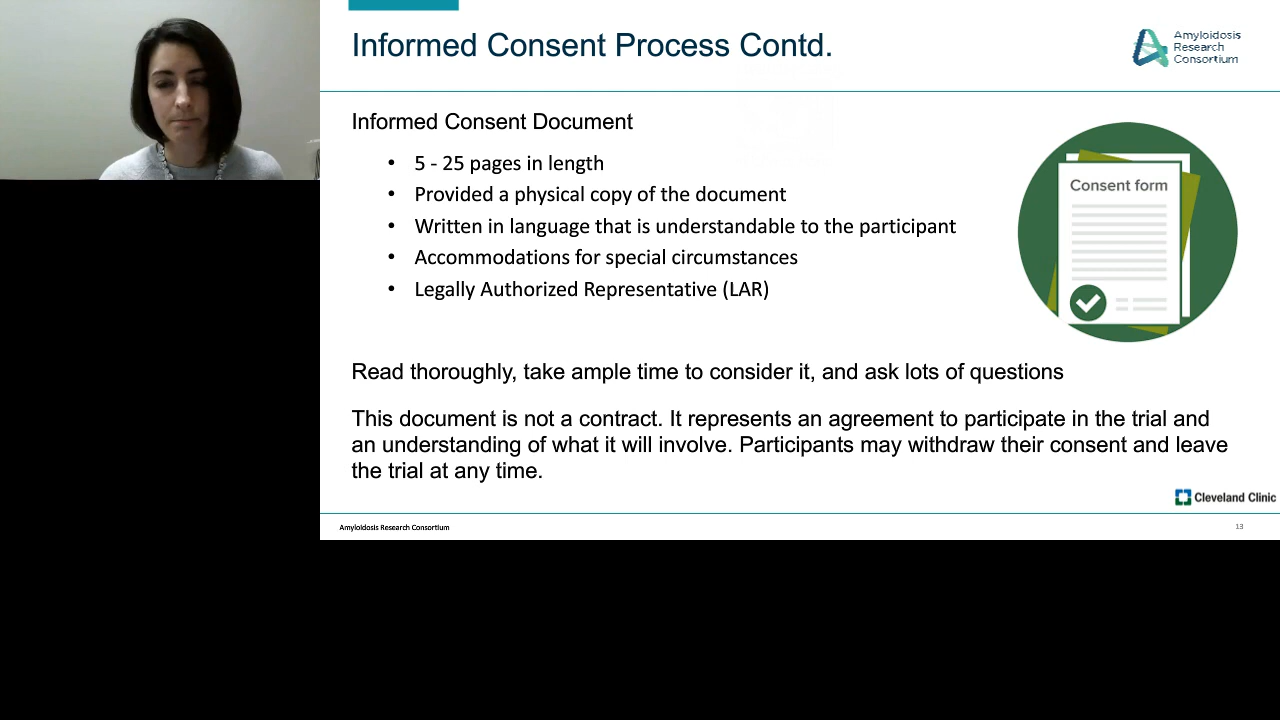 Informed Consent Process Contd.
Amyloidosis
Research
Consortium
Informed Consent Document
• 5 - 25 pages in length
• Provided a physical copy of the document
• Written in language that is understandable to the participant
• Accommodations for special circumstances
• Legally Authorized Representative (LAR)
Consent form
Read thoroughly, take ample time to consider it, and ask lots of questions
This document is not a contract. It represents an agreement to participate in the trial and
an understanding of what it will involve. Participants may withdraw their consent and leave
the trial at any time.
Cleveland Clinic
Amyloidosis Research Consortium
13